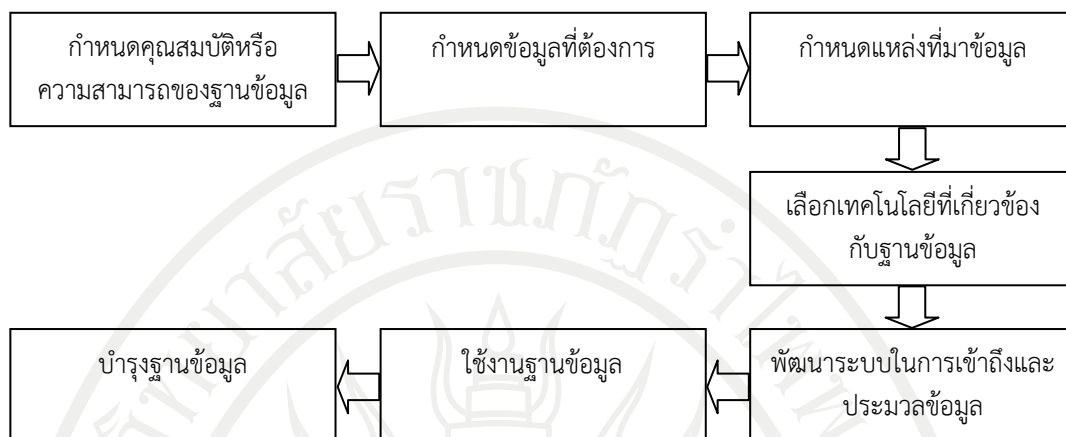 กำหนดคุณสมบัติหรือ
ความสามารถของฐานข้อมูล
กำหนดข้อมูลที่ต้องการ
กำหนดแหล่งที่มาข้อมูล
เลือกเทคโนโลยีที่เกี่ยวข้อง
กับฐานข้อมูล
พัฒนาระบบในการเข้าถึงและ
ประมวลข้อมูล
ใช้งานฐานข้อมูล
บำรุงฐานข้อมูล